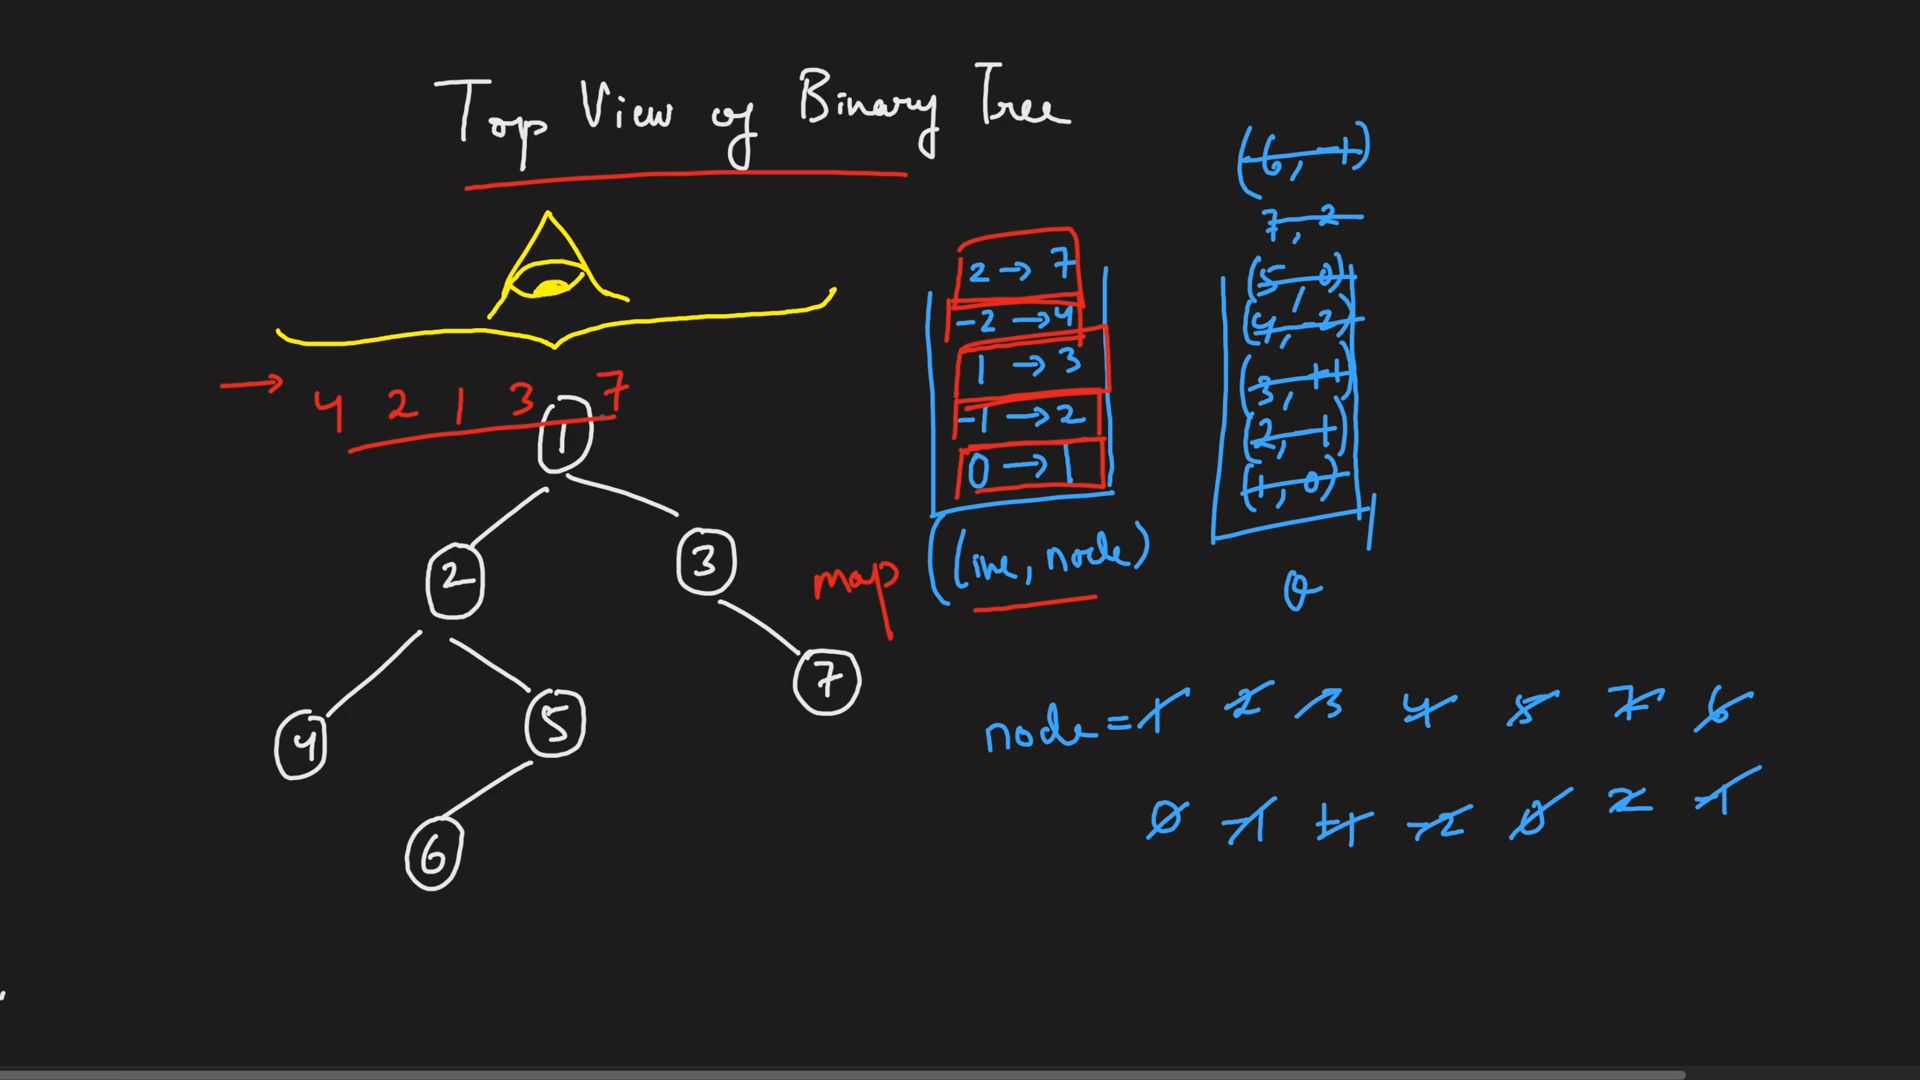 Top View of Binary Tree
→ 4 2 1 3 7
1
2 3
4 5 7
6
2 → 7
-2 → 4
1 → 3
-1 → 2
0 → 1
map (line, node)
(6, -1)
7, 2
(5, 0)
(4, -2)
(3, +1)
(2, -1)
(1, 0)
Q
node = 1 2 3 4 5 7 6
0 -1 +1 -2 0 2 -1